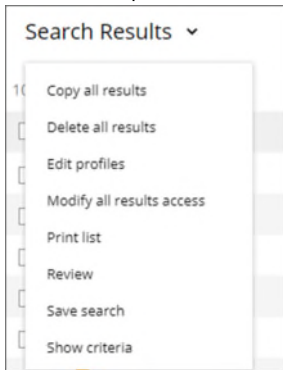 Search Results
10
Copy all results
Delete all results
Edit profiles
Modify all results access
Print list
Review
Save search
Show criteria